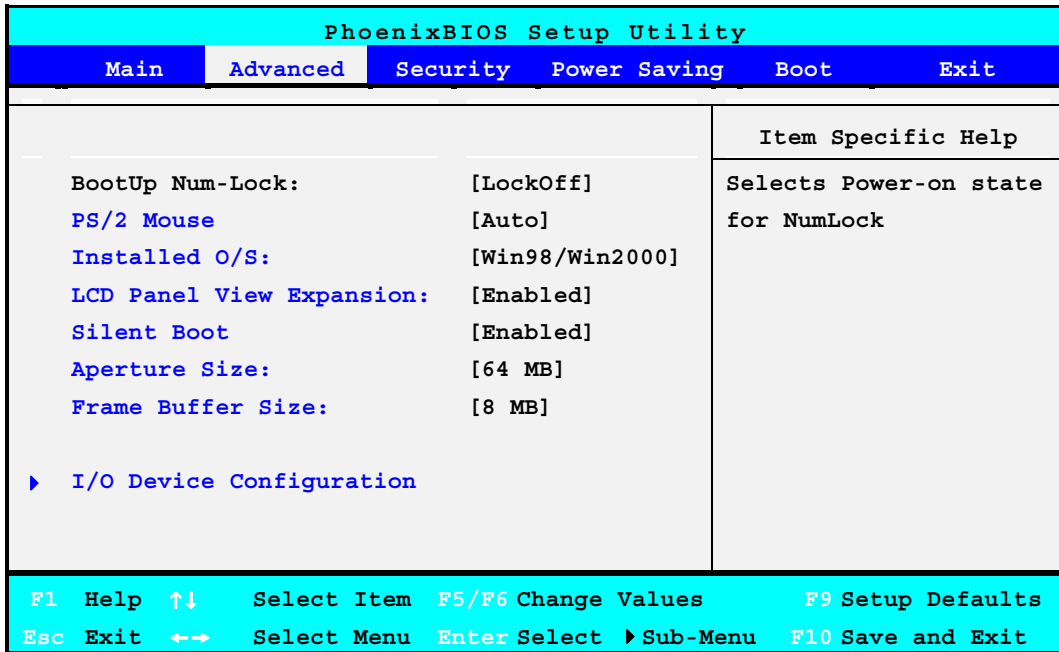 PhoenixBIOS Setup Utility
Main Advanced Security Power Saving Boot Exit
Item Specific Help
BootUp Num-Lock: [LockOff] Selects Power-on state
PS/2 Mouse [Auto] for NumLock
Installed O/S: [Win98/Win2000]
LCD Panel View Expansion: [Enabled]
Silent Boot [Enabled]
Aperture Size: [64 MB]
Frame Buffer Size: [8 MB]
I/O Device Configuration
F1 Help ↑↓ Select Item F5/F6 Change Values F9 Setup Defaults
Esc Exit ←→ Select Menu Enter Select ▶Sub-Menu F10 Save and Exit